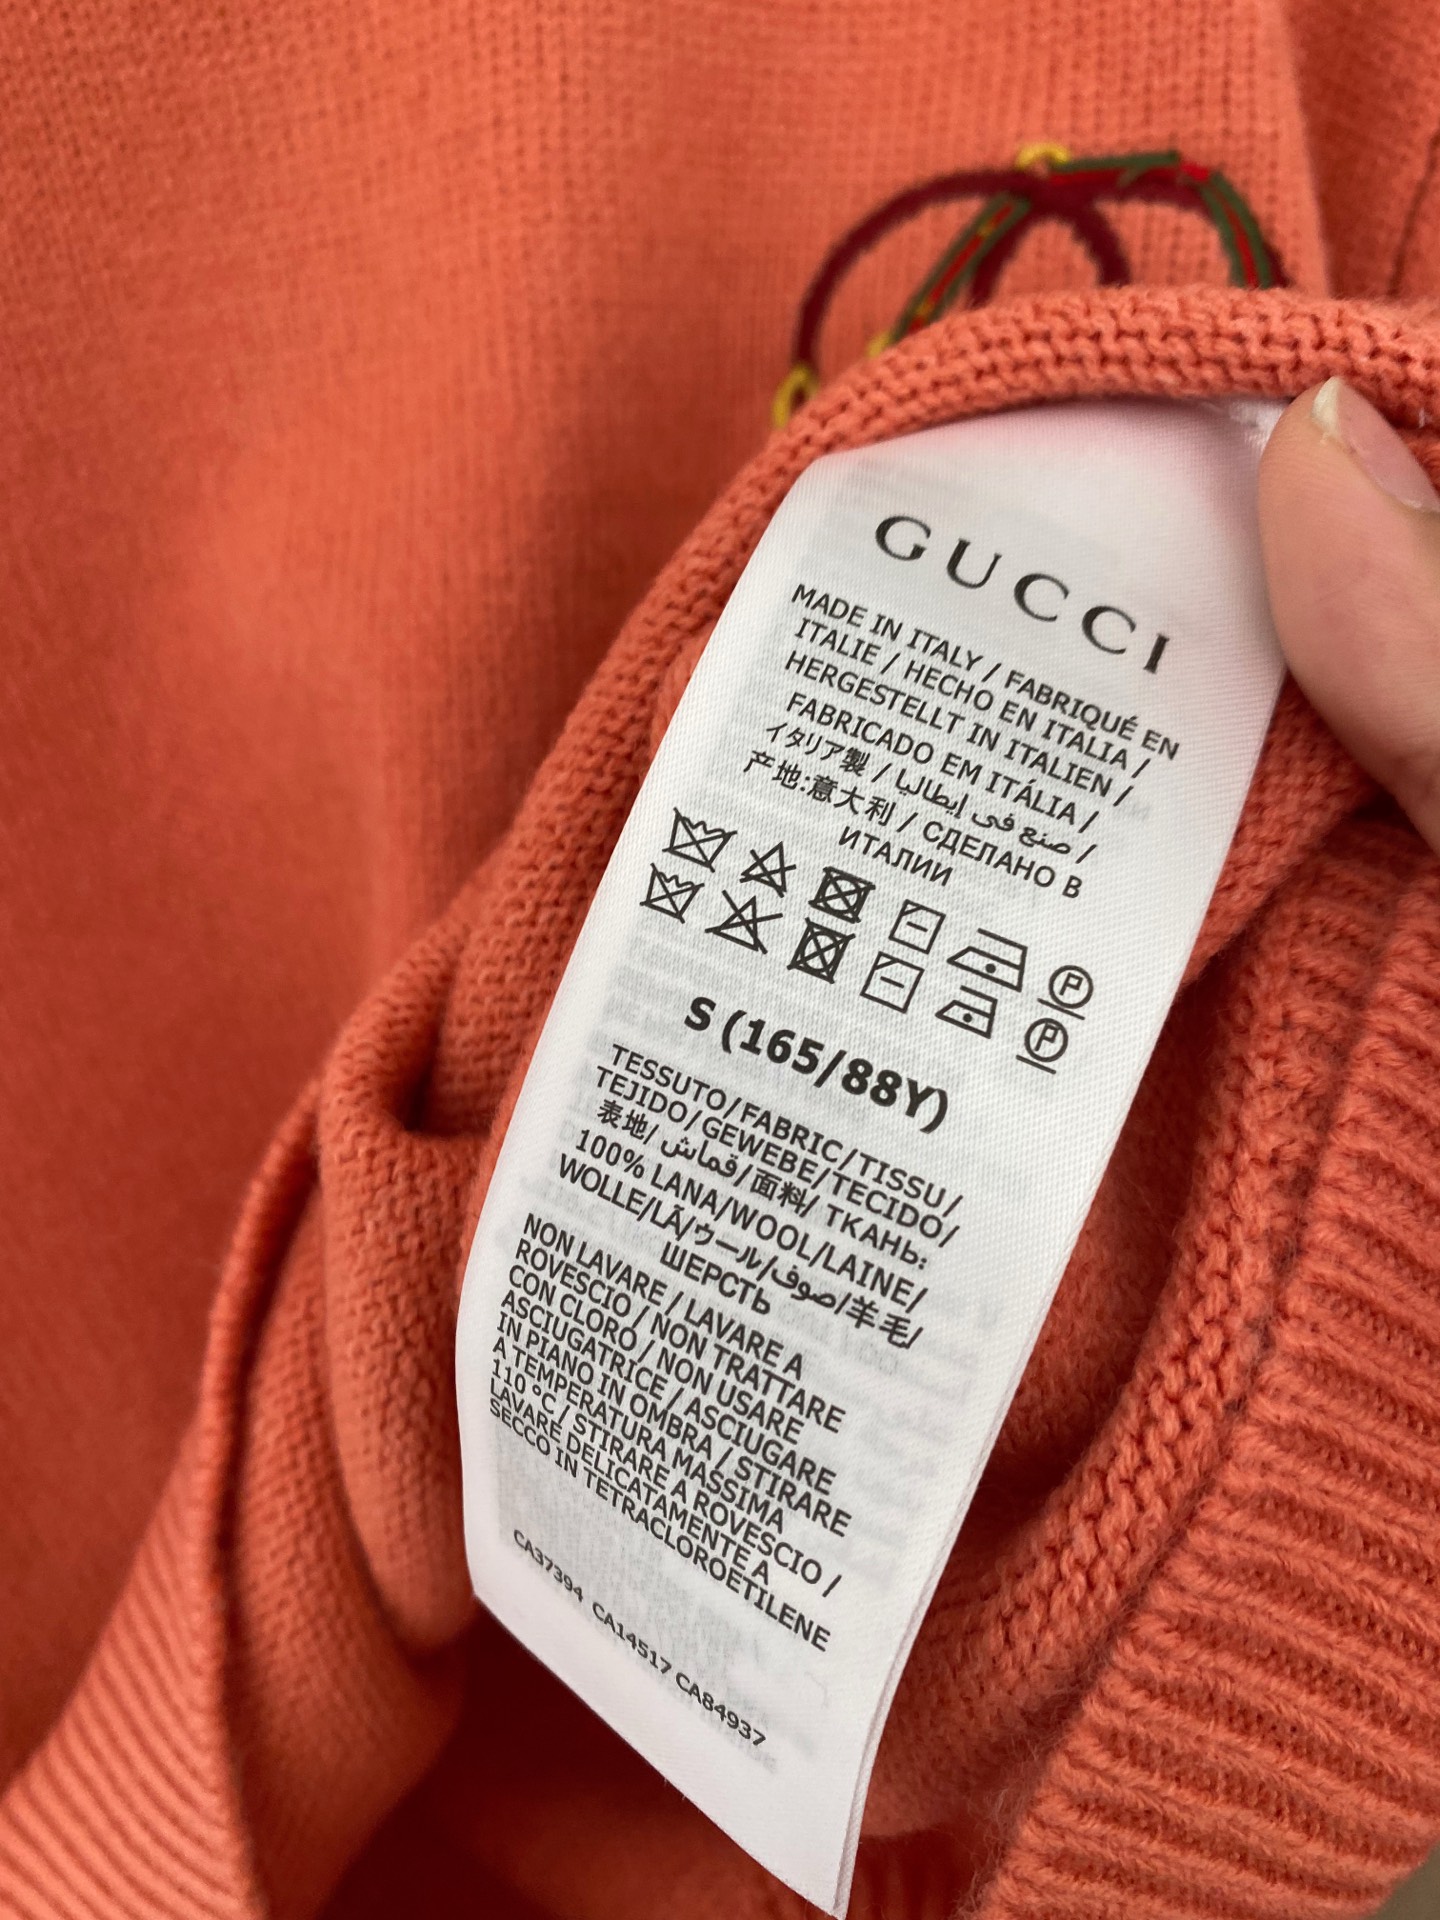 GUCCI
MADE IN ITALY / FABRIQUÉ EN
ITALIE / HECHO EN ITALIA /
HERGESTELLT IN ITALIEN /
FABRICADO EM ITÁLIA /
イタリア製 / صنع في إيطاليا /
产地:意大利 / СДЕЛАНО В
ИТАЛИИ
P
P
S (165/88Y)
TESSUTO/FABRIC/TISSU/
TEJIDO/GEWEBE/TECIDO/
表地/ قماش/面料/ ТКАНЬ:
100% LANA/WOOL/LAINE/
WOLLE/LÃ/ウール/صوف/羊毛/
ШЕРСТЬ
NON LAVARE / LAVARE A
ROVESCIO / NON TRATTARE
CON CLORO / NON USARE
ASCIUGATRICE / ASCIUGARE
IN PIANO IN OMBRA / STIRARE
A TEMPERATURA MASSIMA
110 °C / STIRARE A ROVESCIO /
LAVARE DELICATAMENTE A
SECCO IN TETRACLOROETILENE
CA37394 CA14517 CA84937